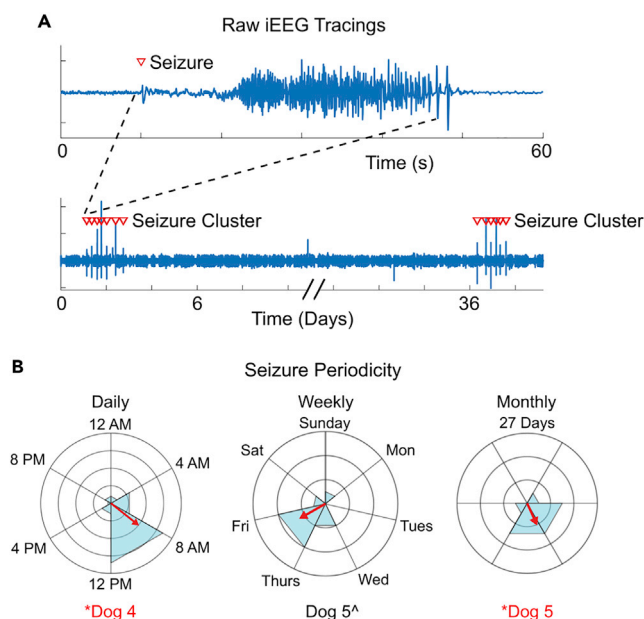 A
Raw iEEG Tracings
Seizure
0
60
Time (s)
Seizure Cluster
Seizure Cluster
0
6
36
Time (Days)
B
Seizure Periodicity
Daily
Weekly
Monthly
12 AM
Sunday
27 Days
8 PM
4 AM
Sat
Mon
4 PM
8 AM
Fri
Tues
12 PM
Thurs
Wed
*Dog 4
Dog 5^
*Dog 5